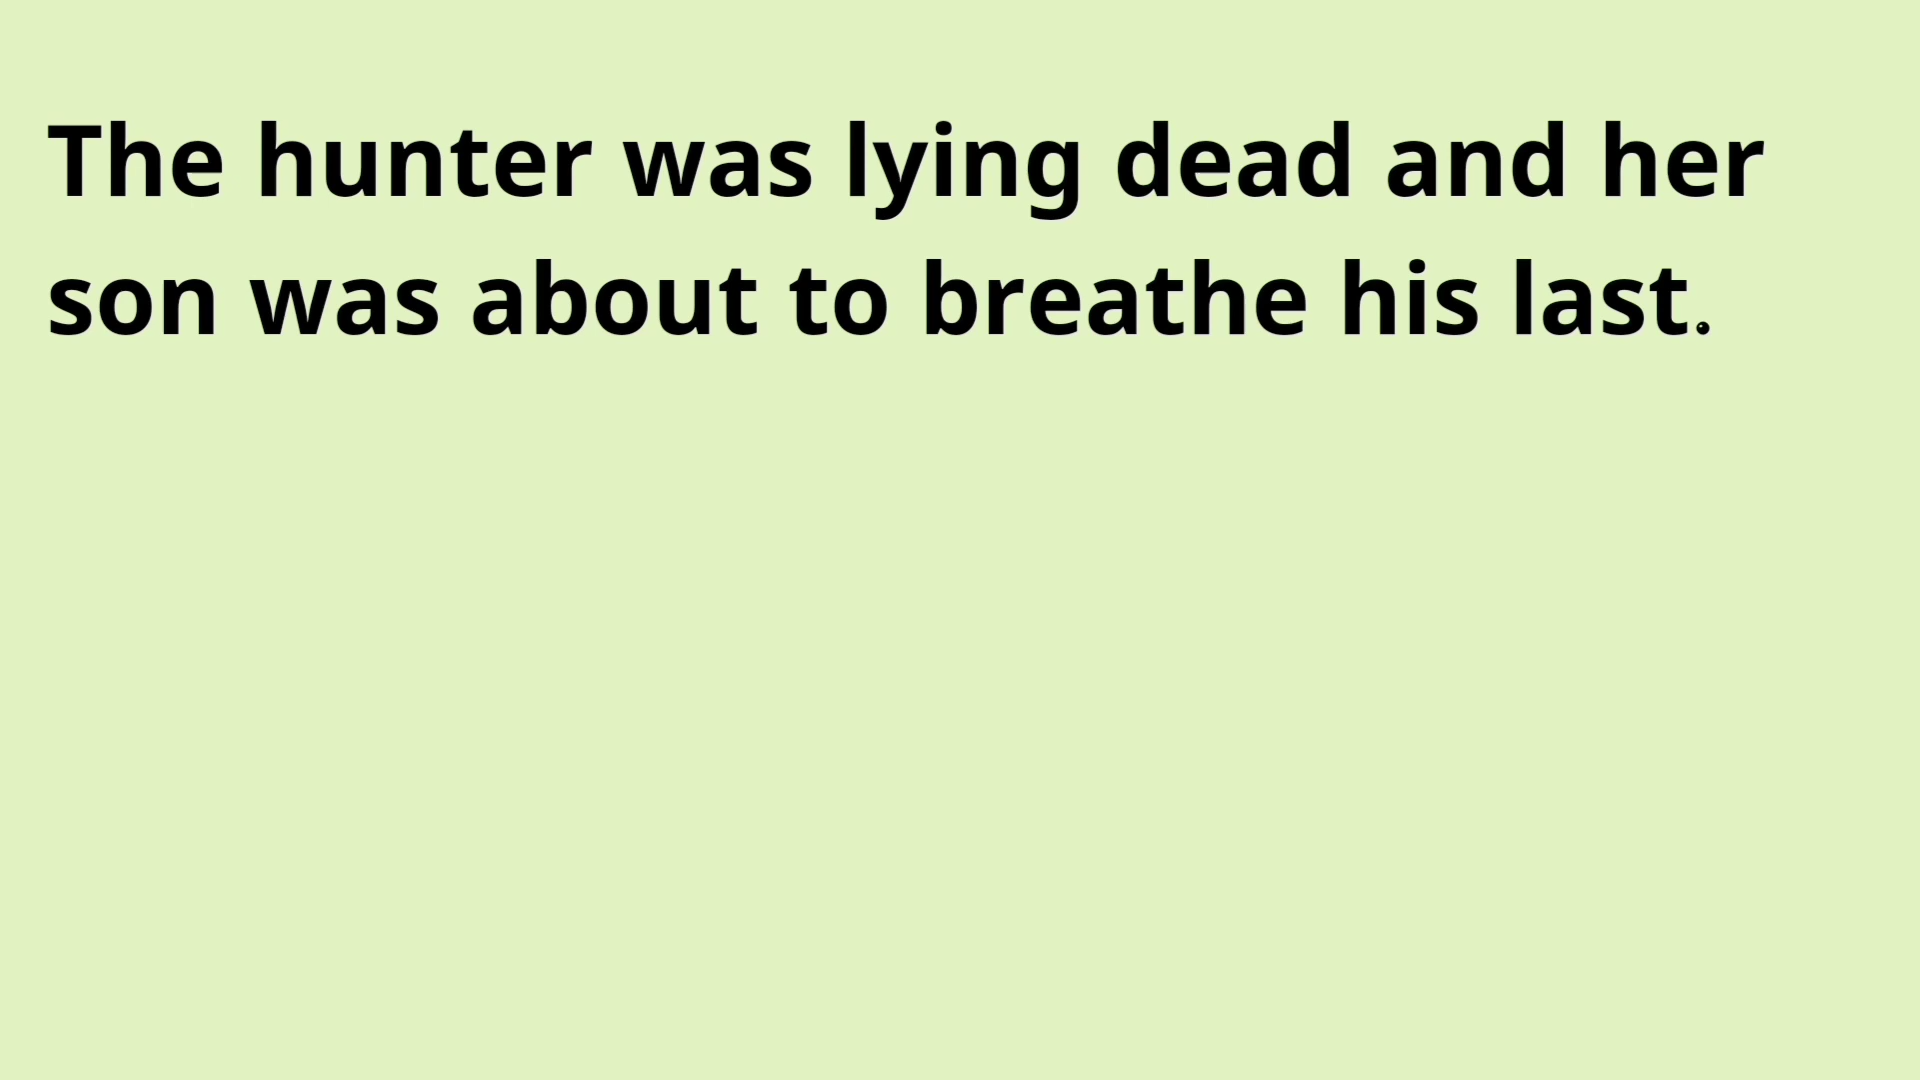 The hunter was lying dead and her
son was about to breathe his last.